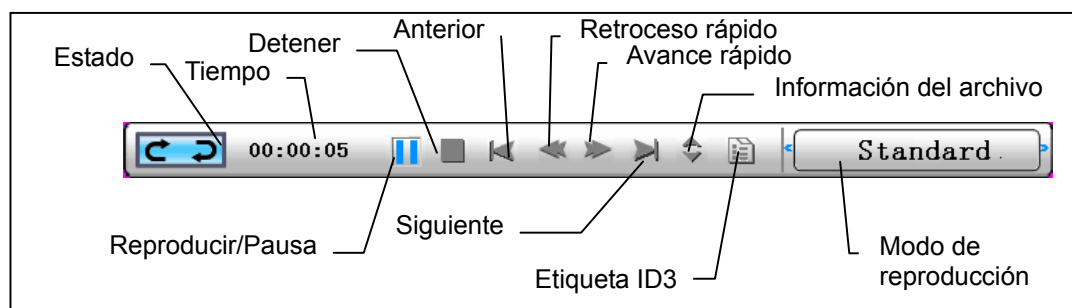 Anterior
Retroceso rápido
Detener
Avance rápido
Estado
Tiempo
Información del archivo
00:00:05
Standard
Siguiente
Reproducir/Pausa
Modo de
reproducción
Etiqueta ID3